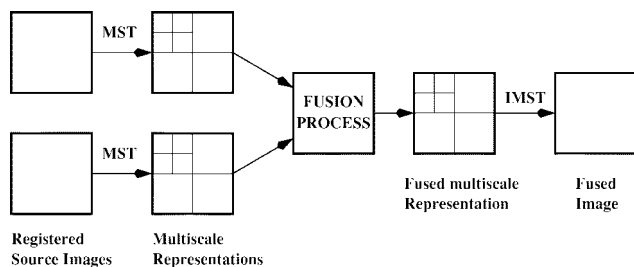 MST
IMST
FUSION
PROCESS
MST
Fused multiscale
Representation
Fused
Image
Registered
Source Images
Multiscale
Representations